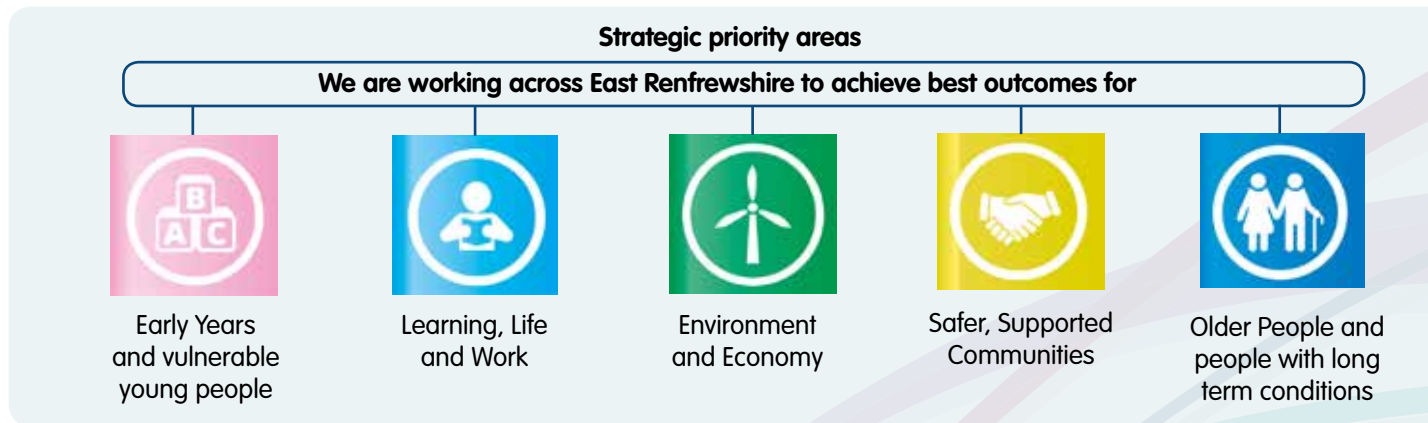 Strategic priority areas
We are working across East Renfrewshire to achieve best outcomes for
B
A C
Early Years
and vulnerable
young people
Learning, Life
and Work
Environment
and Economy
Safer, Supported
Communities
Older People and
people with long
term conditions